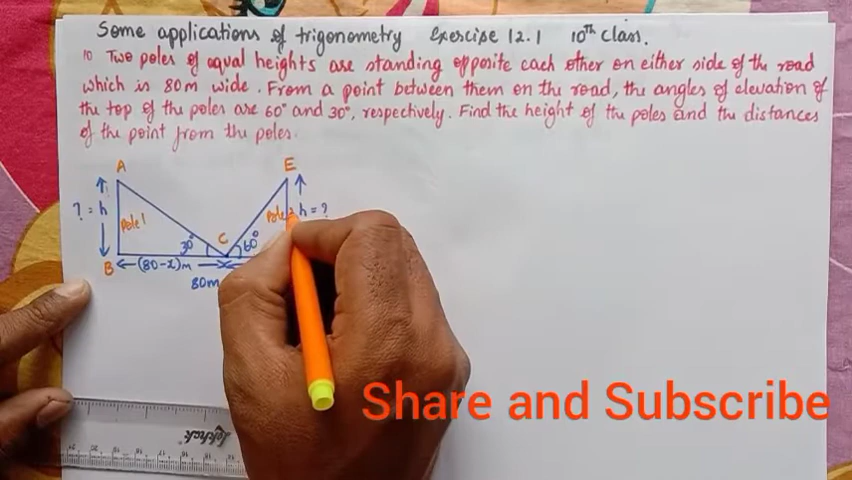 Some applications of trigonometry Exercise 12.1 10th class.
10 Two poles of equal heights are standing opposite each other on either side of the road
which is 80m wide. From a point between them on the road, the angles of elevation of
the top of the poles are 60° and 30°, respectively. Find the height of the poles and the distances
of the point from the poles.
A
E
? = h
Pole 1
Pole 2
h = ?
C
30°
60°
B
(80-x)m
80m
Share and Subscribe